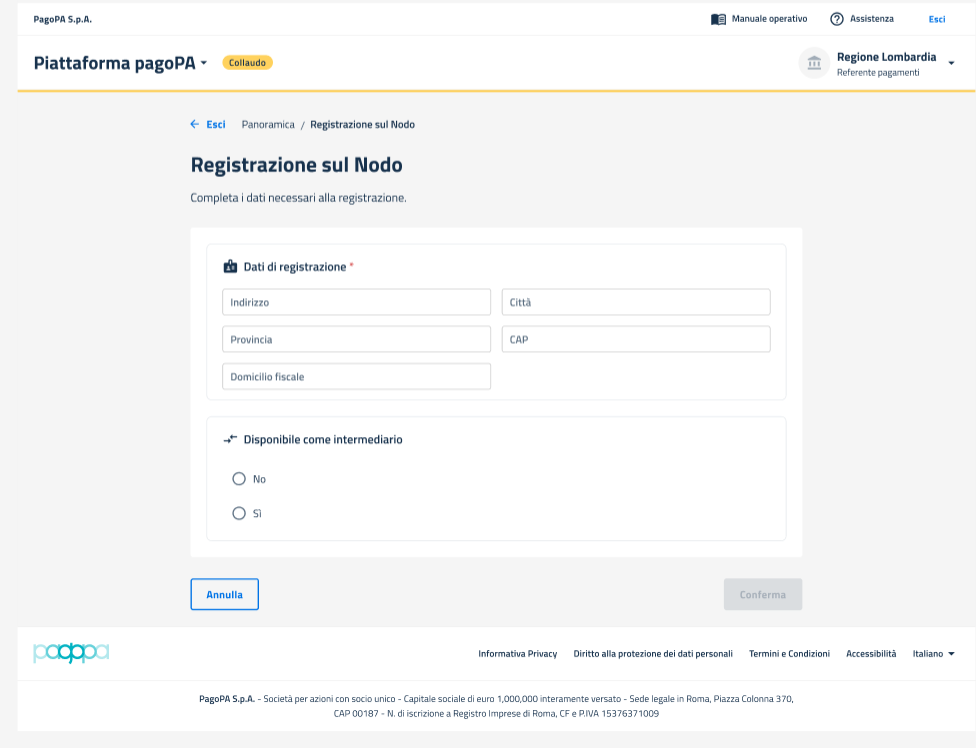 PagoPA S.p.A.
Manuale operativo
Assistenza
Esci
Piattaforma pagoPA
Collaudo
Regione Lombardia
Referente pagamenti
Esci
Panoramica / Registrazione sul Nodo
Registrazione sul Nodo
Completa i dati necessari alla registrazione.
Dati di registrazione *
Indirizzo
Città
Provincia
CAP
Domicilio fiscale
Disponibile come intermediario
No
Sì
Annulla
Conferma
pagopa
Informativa Privacy
Diritto alla protezione dei dati personali
Termini e Condizioni
Accessibilità
Italiano
PagoPA S.p.A. - Società per azioni con socio unico - Capitale sociale di euro 1,000,000 interamente versato - Sede legale in Roma, Piazza Colonna 370,
CAP 00187 - N. di iscrizione a Registro Imprese di Roma, CF e P.IVA 15376371009